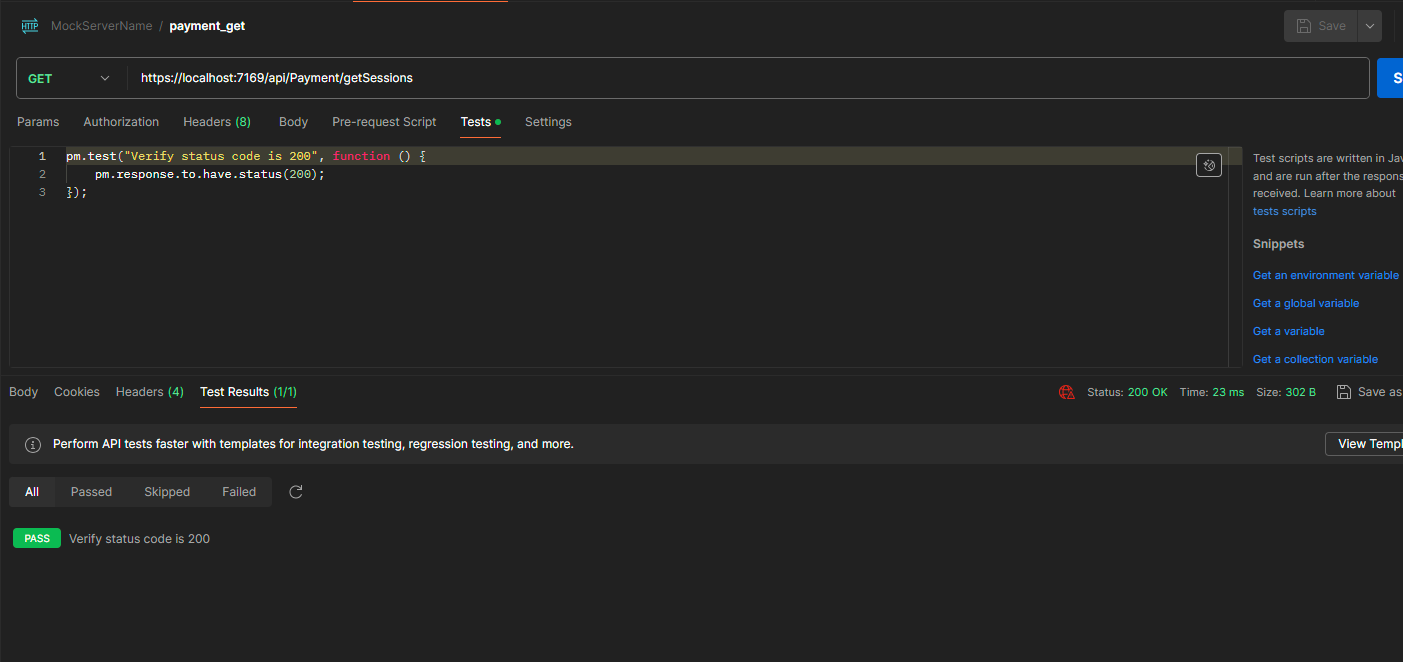 HTTP MockServerName / payment_get
Save
GET https://localhost:7169/api/Payment/getSessions
S
Params Authorization Headers (8) Body Pre-request Script Tests Settings
1 pm.test("Verify status code is 200", function () {
2 pm.response.to.have.status(200);
3 });
Test scripts are written in Jav
and are run after the respons
received. Learn more about
tests scripts
Snippets
Get an environment variable
Get a global variable
Get a variable
Get a collection variable
Body Cookies Headers (4) Test Results (1/1) Status: 200 OK Time: 23 ms Size: 302 B Save as
Perform API tests faster with templates for integration testing, regression testing, and more.
View Templ
All Passed Skipped Failed
PASS Verify status code is 200